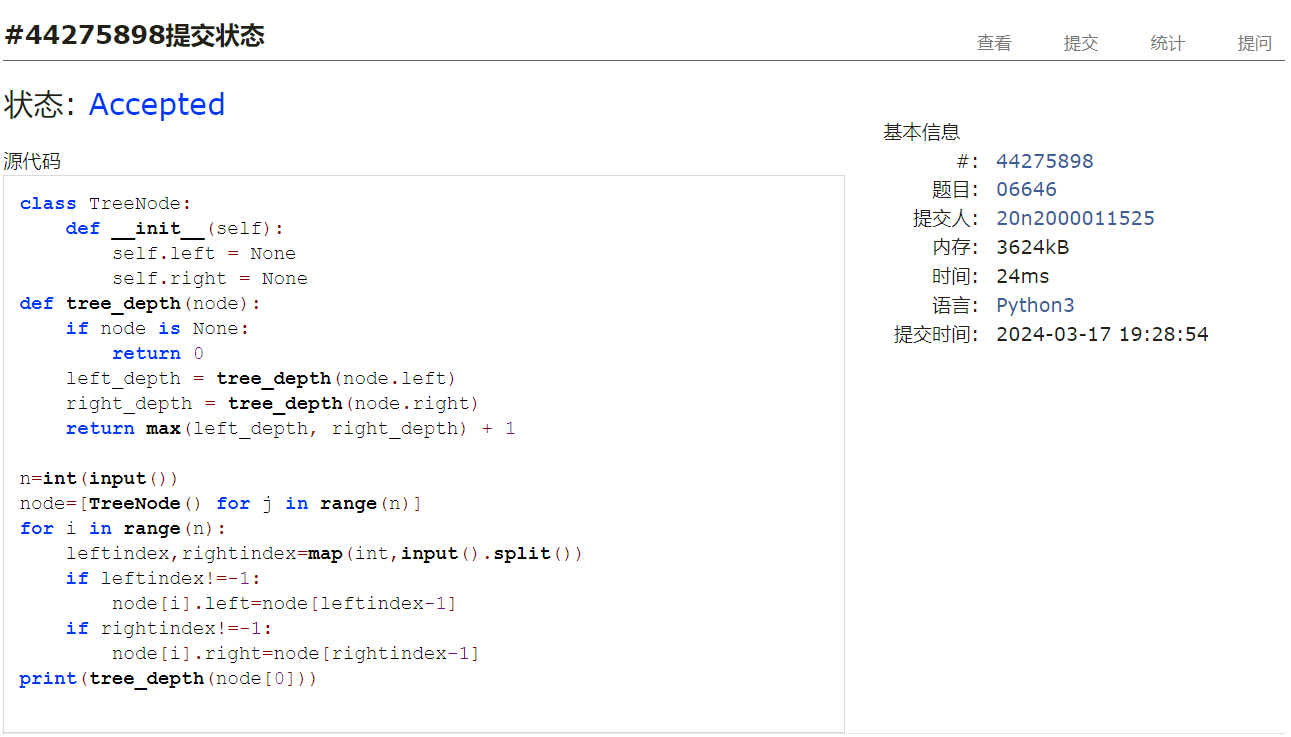 #44275898提交状态
查看 提交 统计 提问
状态: Accepted
源代码
class TreeNode:
    def __init__(self):
        self.left = None
        self.right = None
def tree_depth(node):
    if node is None:
        return 0
    left_depth = tree_depth(node.left)
    right_depth = tree_depth(node.right)
    return max(left_depth, right_depth) + 1

n=int(input())
node=[TreeNode() for j in range(n)]
for i in range(n):
    leftindex,rightindex=map(int,input().split())
    if leftindex!=-1:
        node[i].left=node[leftindex-1]
    if rightindex!=-1:
        node[i].right=node[rightindex-1]
print(tree_depth(node[0]))
基本信息
#: 44275898
题目: 06646
提交人: 20n2000011525
内存: 3624kB
时间: 24ms
语言: Python3
提交时间: 2024-03-17 19:28:54